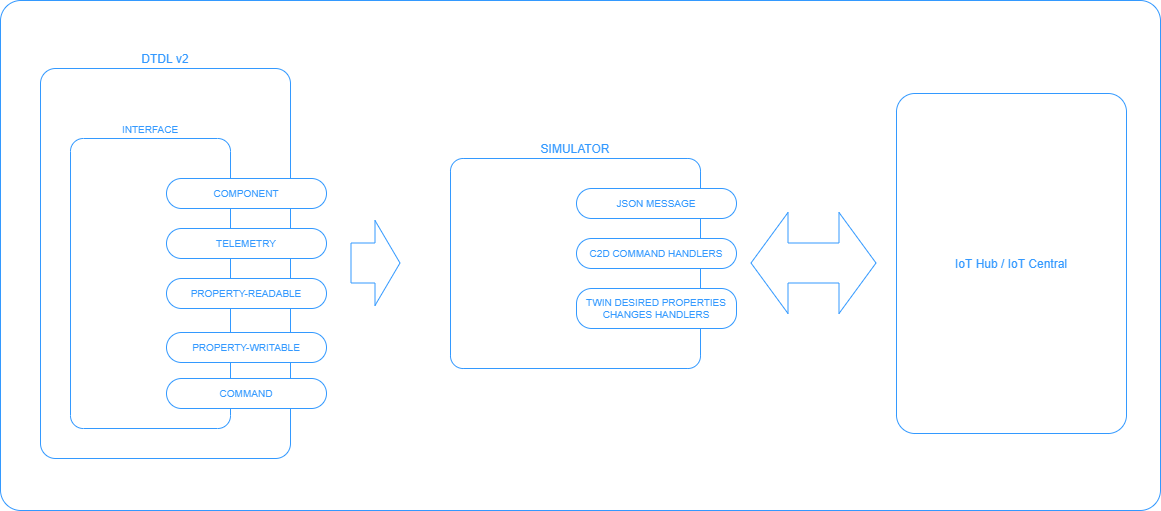 DTDL v2
INTERFACE
COMPONENT
TELEMETRY
PROPERTY-READABLE
PROPERTY-WRITABLE
COMMAND
SIMULATOR
JSON MESSAGE
C2D COMMAND HANDLERS
TWIN DESIRED PROPERTIES
CHANGES HANDLERS
IoT Hub / IoT Central